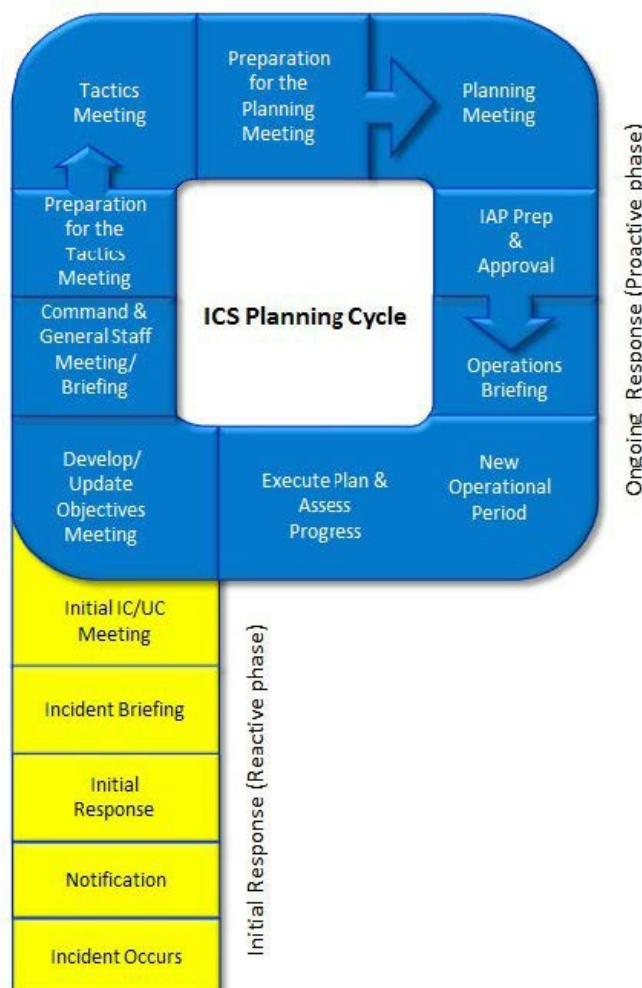 Tactics
Meeting
Preparation
for the
Planning
Meeting
Planning
Meeting
Preparation
for the
Tactics
Meeting
ICS Planning Cycle
IAP Prep
&
Approval
Command &
General Staff
Meeting/
Briefing
Operations
Briefing
Develop/
Update
Objectives
Meeting
Execute Plan &
Assess
Progress
New
Operational
Period
Ongoing Response (Proactive phase)
Initial IC/UC
Meeting
Incident Briefing
Initial
Response
Notification
Incident Occurs
Initial Response (Reactive phase)